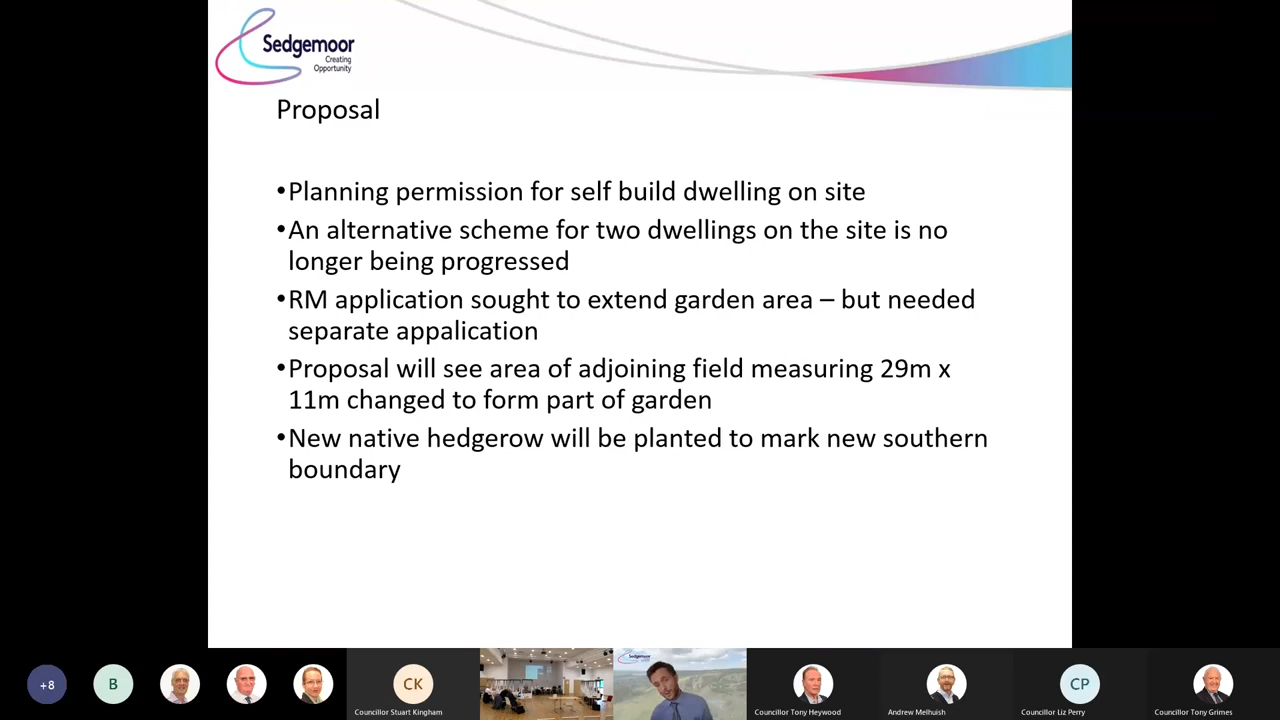 Sedgemoor
Creating
Opportunity
Proposal
•Planning permission for self build dwelling on site
•An alternative scheme for two dwellings on the site is no
longer being progressed
•RM application sought to extend garden area – but needed
separate appalication
•Proposal will see area of adjoining field measuring 29m x
11m changed to form part of garden
•New native hedgerow will be planted to mark new southern
boundary
+8
B
CK
Councillor Stuart Kingham
Sedgemoor
Councillor Tony Heywood
Andrew Melhuish
CP
Councillor Liz Perry
Councillor Tony Grimes